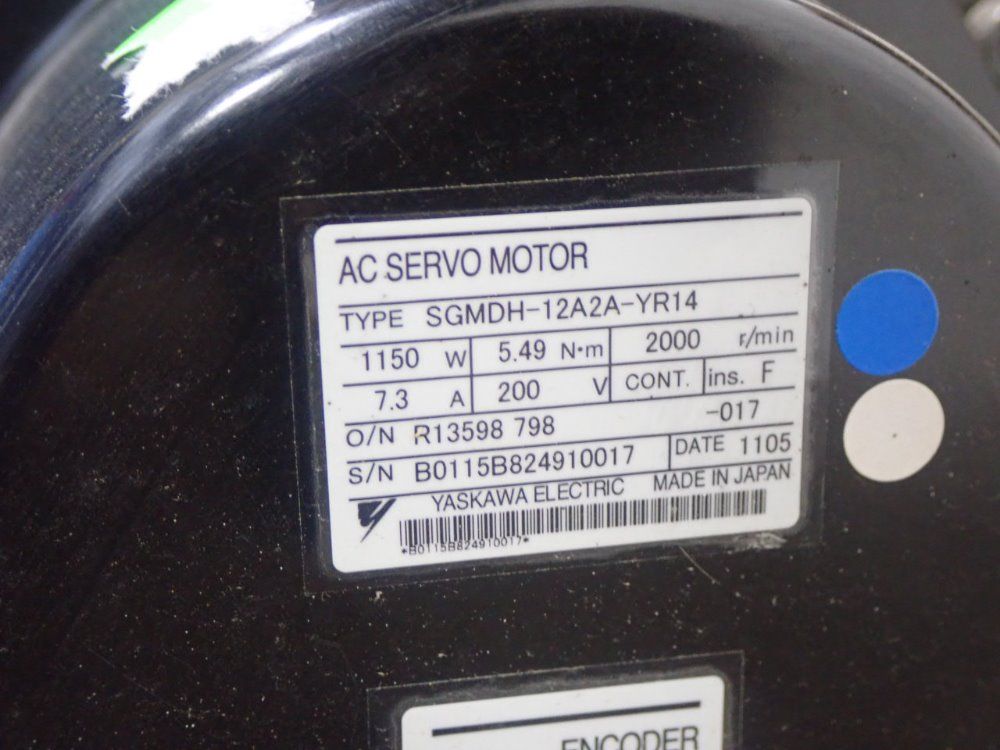 AC SERVO MOTOR
TYPE SGMDH-12A2A-YR14
1150 W 5.49 N·m 2000 r/min
7.3 A 200 V CONT. ins. F
O/N R13598 798 -017
S/N B0115B824910017 DATE 1105
YASKAWA ELECTRIC MADE IN JAPAN
*B0115B824910017*
ENCODER